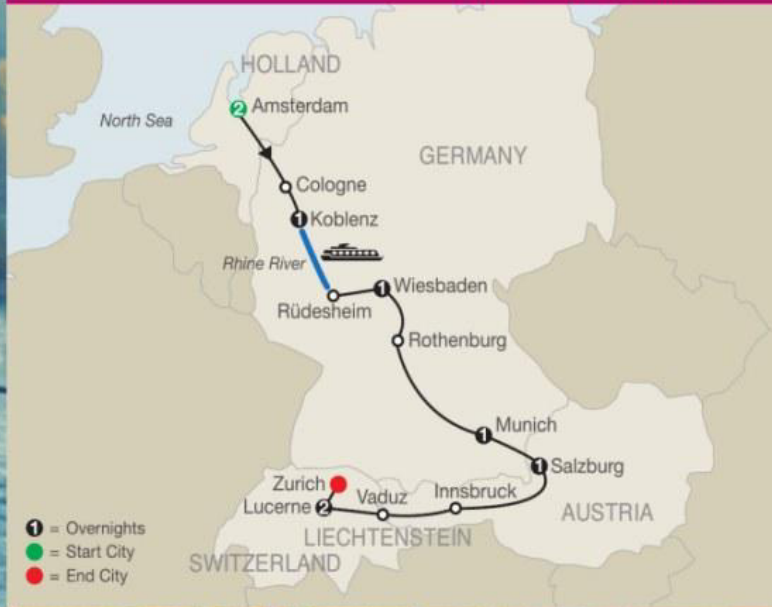 HOLLAND
2 Amsterdam
North Sea
GERMANY
Cologne
1 Koblenz
Rhine River
1 Wiesbaden
Rüdesheim
Rothenburg
1 Munich
1 Salzburg
Zurich
Lucerne 2
Vaduz
Innsbruck
AUSTRIA
LIECHTENSTEIN
SWITZERLAND
1 = Overnights
= Start City
= End City